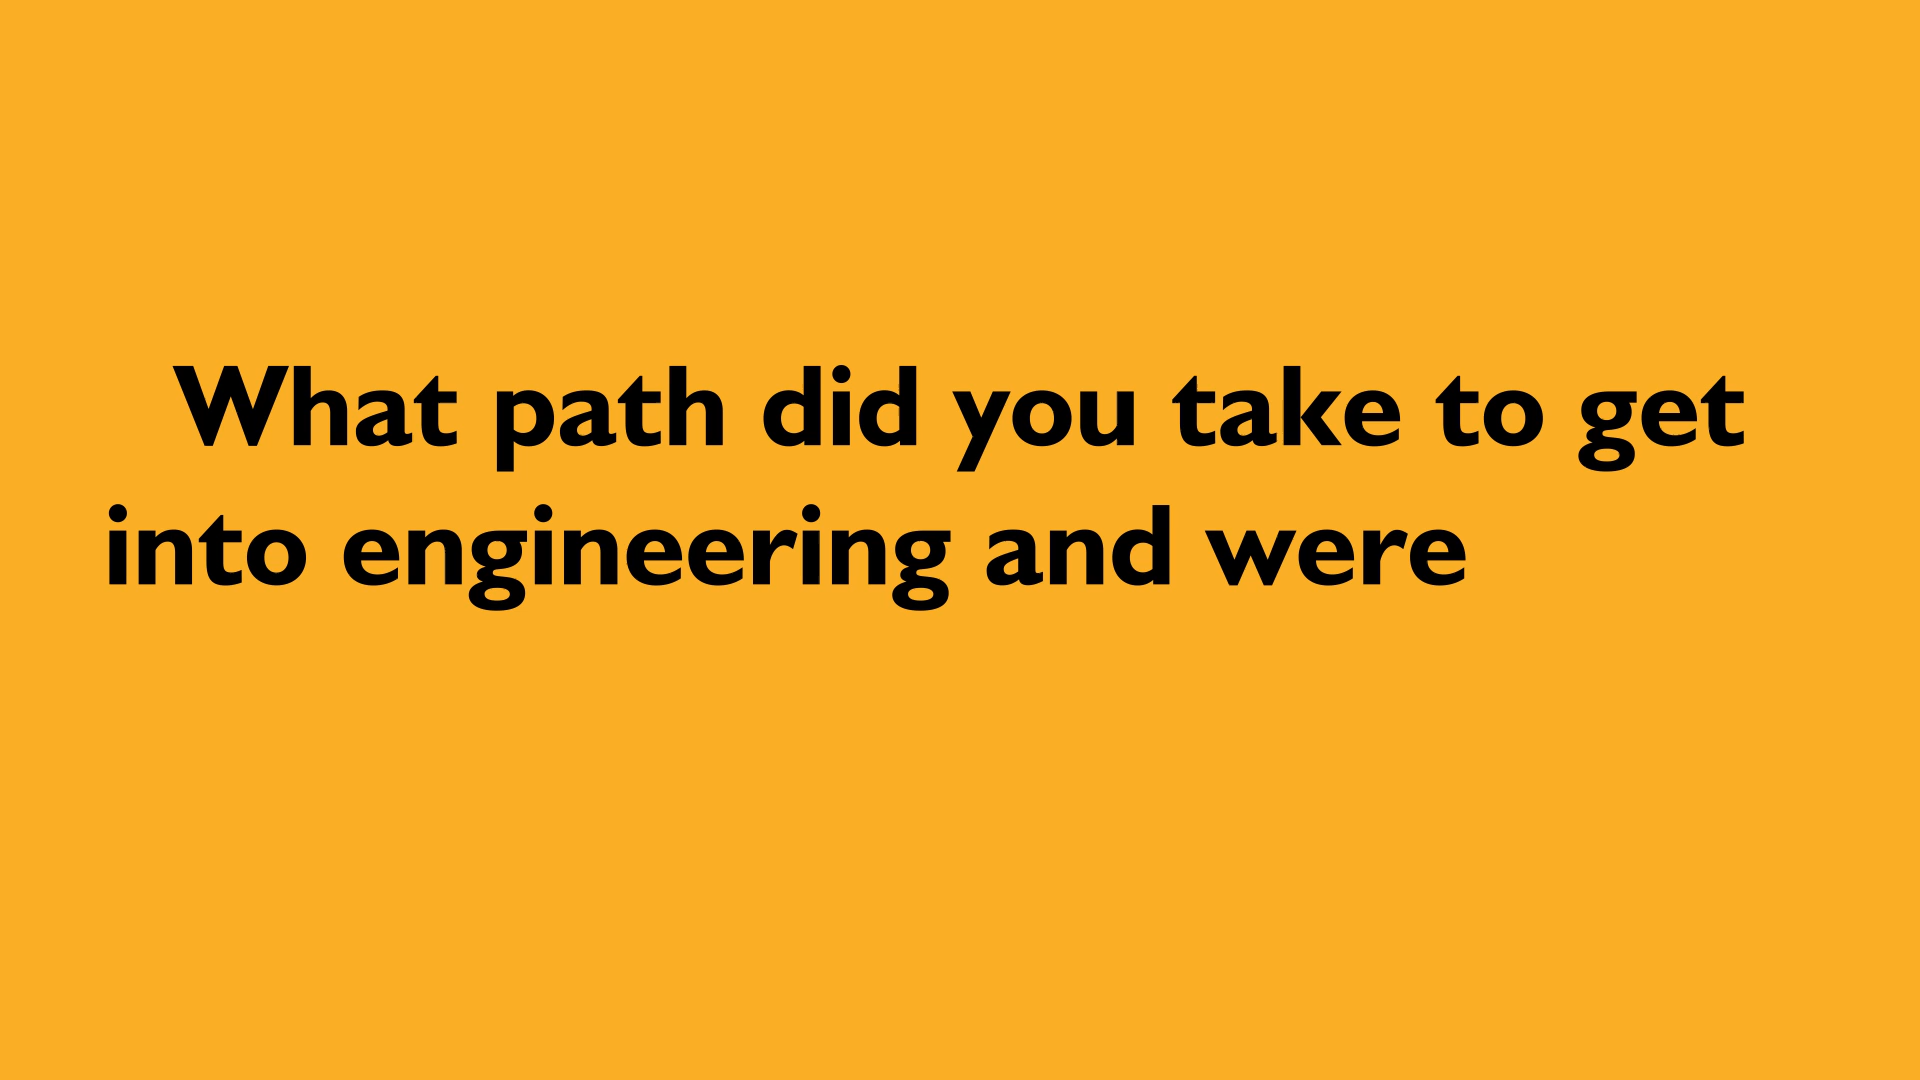 What path did you take to get
into engineering and were